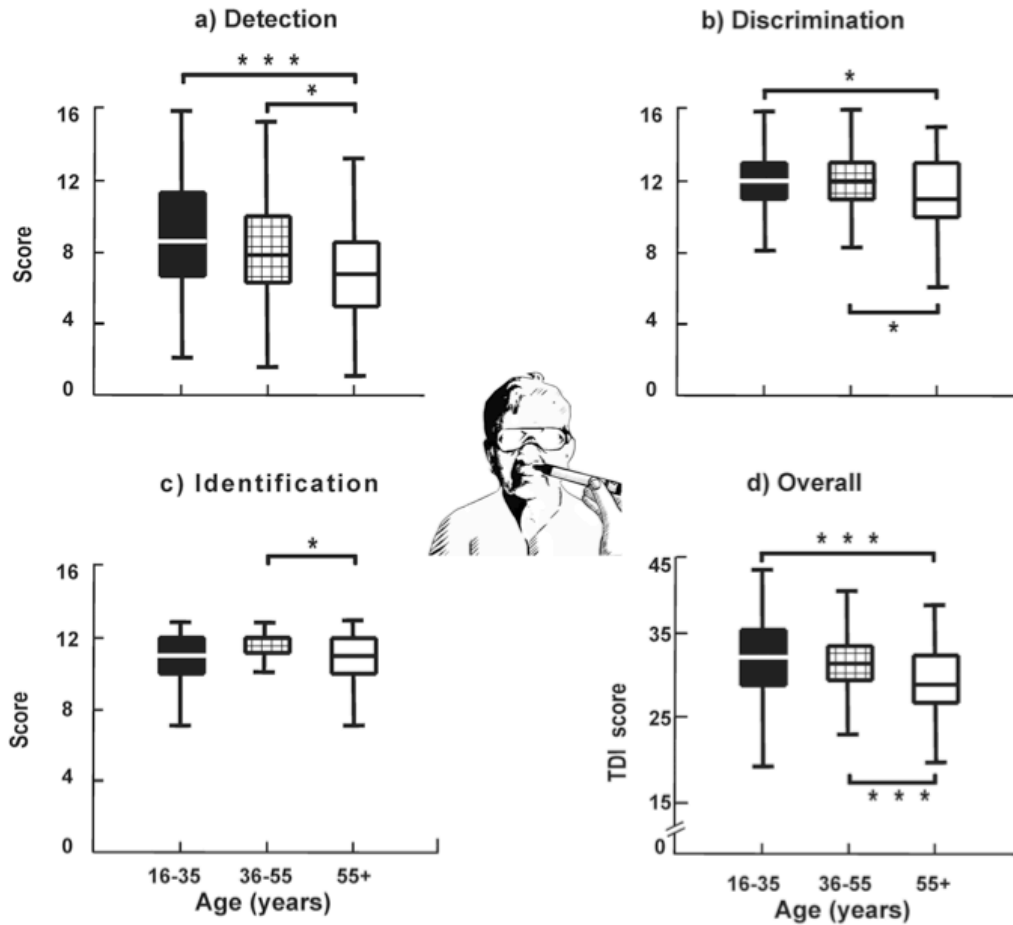 a) Detection
* * *
*
16
12
8
4
0
Score
b) Discrimination
*
16
12
8
4
0
*
c) Identification
*
16
12
8
4
0
Score
16-35 36-55 55+
Age (years)
d) Overall
* * *
45
35
25
15
0
TDI score
* * *
16-35 36-55 55+
Age (years)